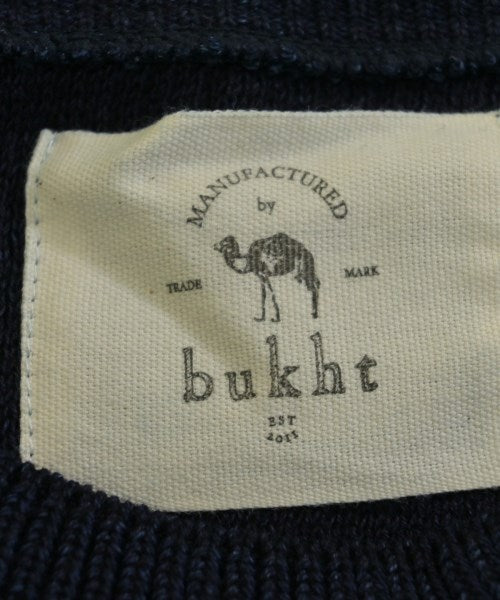 MANUFACTURED
by
TRADE MARK
bukht
EST
2011